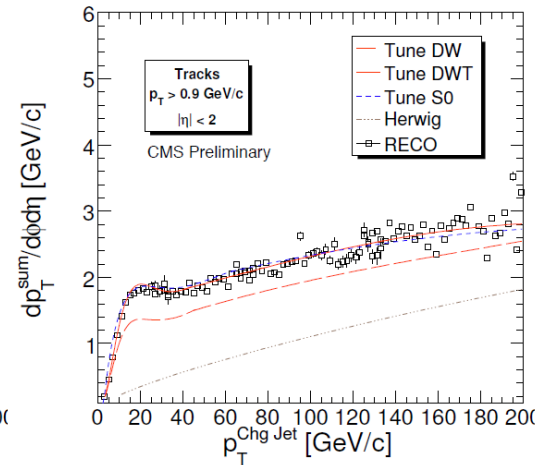 dp_T^sum/dϕdη [GeV/c]
6
5
4
3
2
1
Tracks
p_T > 0.9 GeV/c
|η| < 2
CMS Preliminary
Tune DW
Tune DWT
Tune S0
Herwig
RECO
0 20 40 60 80 100 120 140 160 180 200
p_T^Chg Jet [GeV/c]